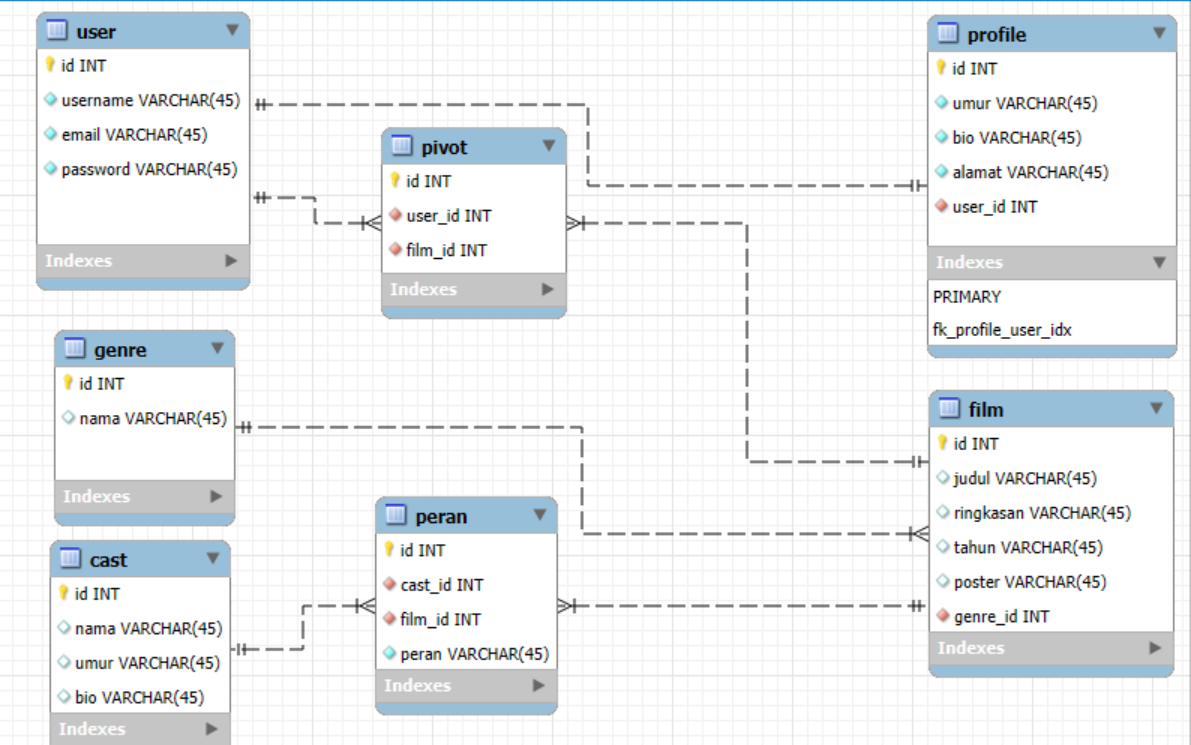 user
id INT
username VARCHAR(45)
email VARCHAR(45)
password VARCHAR(45)
Indexes
pivot
id INT
user_id INT
film_id INT
Indexes
profile
id INT
umur VARCHAR(45)
bio VARCHAR(45)
alamat VARCHAR(45)
user_id INT
Indexes
PRIMARY
fk_profile_user_idx
genre
id INT
nama VARCHAR(45)
Indexes
film
id INT
judul VARCHAR(45)
ringkasan VARCHAR(45)
tahun VARCHAR(45)
poster VARCHAR(45)
genre_id INT
Indexes
cast
id INT
nama VARCHAR(45)
umur VARCHAR(45)
bio VARCHAR(45)
Indexes
peran
id INT
cast_id INT
film_id INT
peran VARCHAR(45)
Indexes